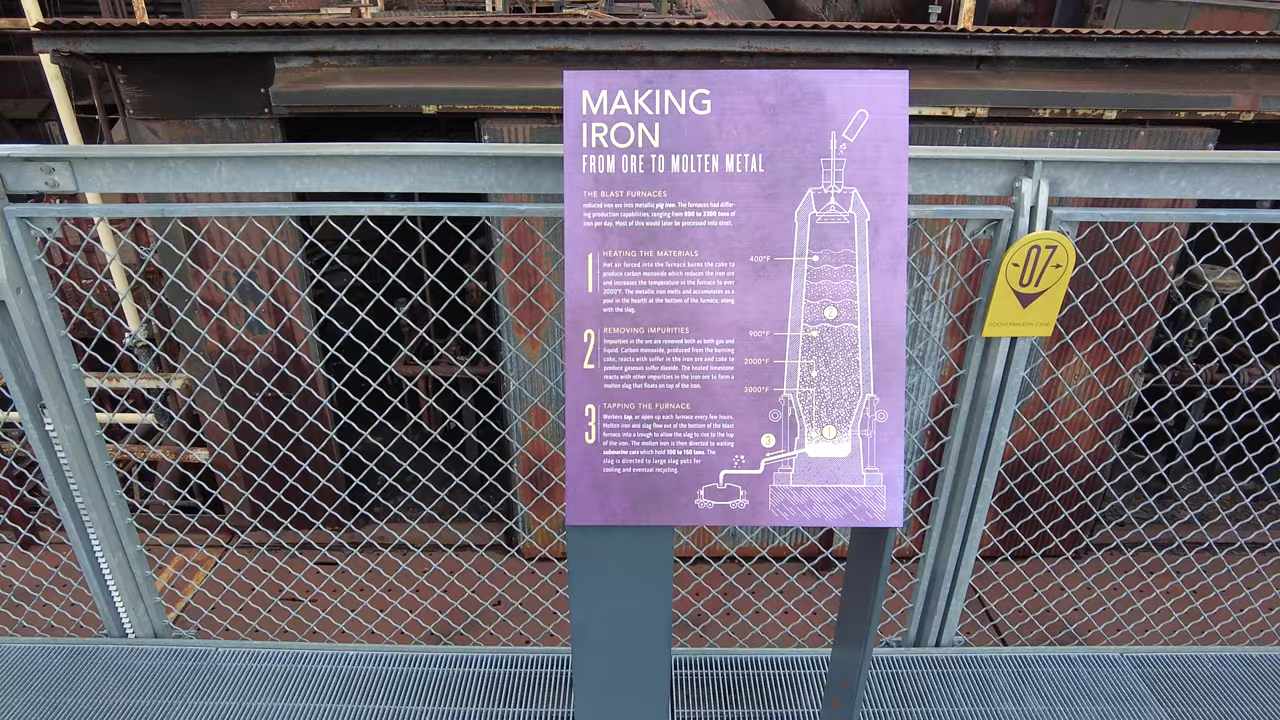 MAKING
IRON
FROM ORE TO MOLTEN METAL
THE BLAST FURNACES
reduced iron ore into metallic pig iron. The furnaces had differ-
ing production capabilities, ranging from 800 to 3300 tons of
iron per day. Most of this would later be processed into steel.
1
HEATING THE MATERIALS
Hot air forced into the furnace burns the coke to
produce carbon monoxide which reduces the iron ore
and increases the temperature in the furnace to over
3000°F. The metallic iron melts and accumulates as a
pool in the hearth at the bottom of the furnace, along
with the slag.
2
REMOVING IMPURITIES
Impurities in the ore are removed both as both gas and
liquid. Carbon monoxide, produced from the burning
coke, reacts with sulfur in the iron ore and coke to
produce gaseous sulfur dioxide. The heated limestone
reacts with other impurities in the iron ore to form a
molten slag that floats on top of the iron.
3
TAPPING THE FURNACE
Workers tap, or open up each furnace every few hours.
Molten iron and slag flow out of the bottom of the blast
furnace into a trough to allow the slag to rise to the top
of the iron. The molten iron is then directed to waiting
submarine cars which hold 100 to 150 tons. The
slag is directed to large slag pots for
cooling and eventual recycling.
400°F
2
900°F
2000°F
3000°F
1
3
07
HOOVERMASON.COM